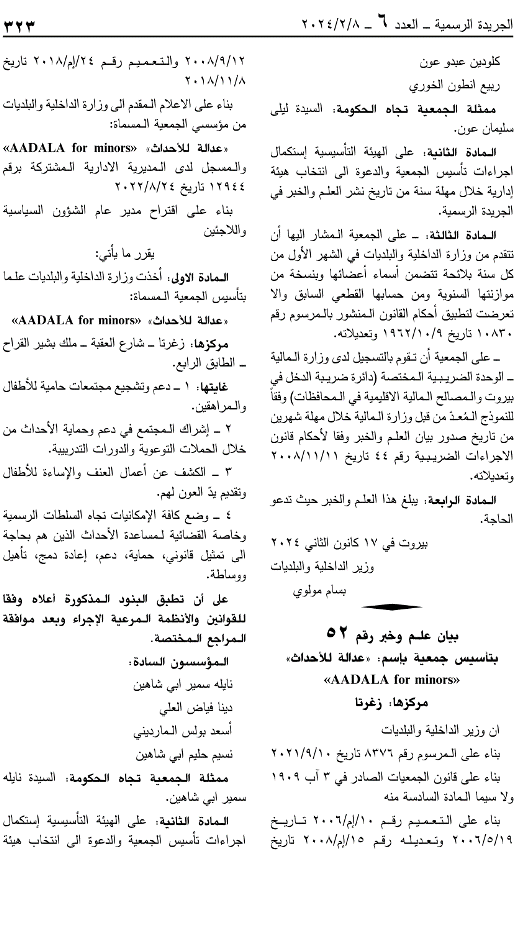 الجريدة الرسمية ــ العدد ٦ ــ ٢٠٢٤/٢/٨
٣٢٣
كلودين عبدو عون
ربيع انطون الخوري
ممثلة الجمعية تجاه الحكومة: السيدة ليلى
سليمان عون.
المادة الثانية: على الهيئة التأسيسية إستكمال
اجراءات تأسيس الجمعية والدعوة الى انتخاب هيئة
إدارية خلال مهلة سنة من تاريخ نشر العلم والخبر في
الجريدة الرسمية.
المادة الثالثة: ــ على الجمعية المشار اليها أن
تتقدم من وزارة الداخلية والبلديات في الشهر الأول من
كل سنة بلائحة تتضمن أسماء أعضائها وبنسخة من
موازنتها السنوية ومن حسابها القطعي السابق والا
تعرضت لتطبيق أحكام القانون المنشور بالمرسوم رقم
١٠٨٣٠ تاريخ ١٩٦٢/١٠/٩ وتعديلاته.
ــ على الجمعية أن تقوم بالتسجيل لدى وزارة المالية
ــ الوحدة الضريبية المختصة (دائرة ضريبة الدخل في
بيروت والمصالح المالية الاقليمية في المحافظات) وفقاً
للنموذج المُعدّ من قبل وزارة المالية خلال مهلة شهرين
من تاريخ صدور بيان العلم والخبر وفقا لأحكام قانون
الاجراءات الضريبية رقم ٤٤ تاريخ ٢٠٠٨/١١/١١
وتعديلاته.
المادة الرابعة: يبلغ هذا العلم والخبر حيث تدعو
الحاجة.
بيروت في ١٧ كانون الثاني ٢٠٢٤
وزير الداخلية والبلديات
بسام مولوي
بيان علم وخبر رقم ٥٢
بتأسيس جمعية بإسم: «عدالة للأحداث»
«AADALA for minors»
مركزها: زغرتا
ان وزير الداخلية والبلديات
بناء على المرسوم رقم ٨٣٧٦ تاريخ ٢٠٢١/٩/١٠
بناء على قانون الجمعيات الصادر في ٣ آب ١٩٠٩
ولا سيما المادة السادسة منه
بناء على التعميم رقم ١٠/إم/٢٠٠٦ تاريخ
٢٠٠٦/٥/١٩ وتعديله رقم ١٥/إم/٢٠٠٨ تاريخ
٢٠٠٨/٩/١٢ والتعميم رقم ٢٤/إم/٢٠١٨ تاريخ
٢٠١٨/١١/٨
بناء على الاعلام المقدم الى وزارة الداخلية والبلديات
من مؤسسي الجمعية المسماة:
«عدالة للأحداث» «AADALA for minors»
والمسجل لدى المديرية الادارية المشتركة برقم
١٢٩٤٤ تاريخ ٢٠٢٢/٨/٢٤
بناء على اقتراح مدير عام الشؤون السياسية
واللاجئين
يقرر ما يأتي:
المادة الاولى: أخذت وزارة الداخلية والبلديات علما
بتأسيس الجمعية المسماة:
«عدالة للأحداث» «AADALA for minors»
مركزها: زغرتا ــ شارع العقبة ــ ملك بشير القراح
ــ الطابق الرابع.
غايتها: ١ ــ دعم وتشجيع مجتمعات حامية للأطفال
والمراهقين.
٢ ــ إشراك المجتمع في دعم وحماية الأحداث من
خلال الحملات التوعوية والدورات التدريبية.
٣ ــ الكشف عن أعمال العنف والإساءة للأطفال
وتقديم يدّ العون لهم.
٤ ــ وضع كافة الإمكانيات تجاه السلطات الرسمية
وخاصة القضائية لمساعدة الأحداث الذين هم بحاجة
الى تمثيل قانوني، حماية، دعم، إعادة دمج، تأهيل
ووساطة.
على أن تطبق البنود المذكورة أعلاه وفقا
للقوانين والأنظمة المرعية الإجراء وبعد موافقة
المراجع المختصة.
المؤسسون السادة:
نايله سمير ابي شاهين
دينا فياض العلي
أسعد بولس المارديني
نسيم حليم ابي شاهين
ممثلة الجمعية تجاه الحكومة: السيدة نايله
سمير ابي شاهين.
المادة الثانية: على الهيئة التأسيسية إستكمال
اجراءات تأسيس الجمعية والدعوة الى انتخاب هيئة